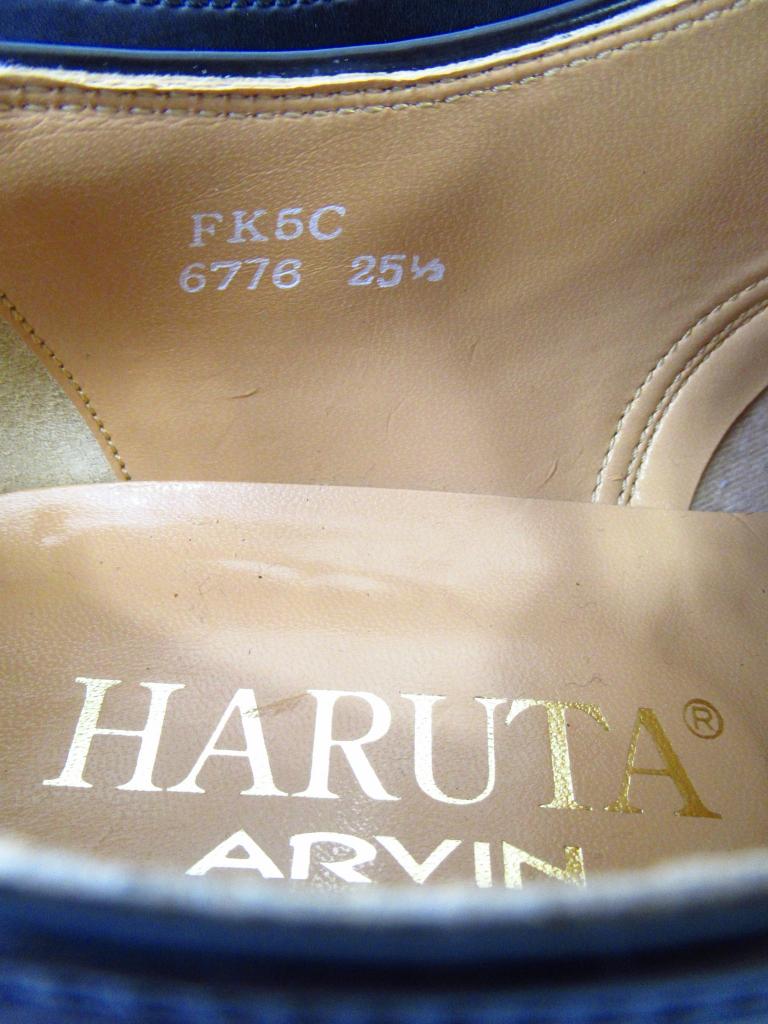 FK5C
6776 25½
HARUTA®
ARVIN